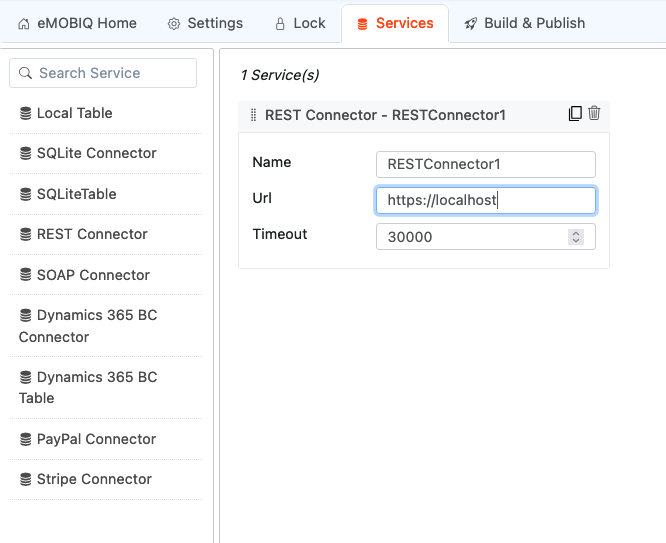 eMOBIQ Home
Settings
Lock
Services
Build & Publish
Search Service
Local Table
SQLite Connector
SQLiteTable
REST Connector
SOAP Connector
Dynamics 365 BC
Connector
Dynamics 365 BC
Table
PayPal Connector
Stripe Connector
1 Service(s)
REST Connector - RESTConnector1
Name RESTConnector1
Url https://localhost
Timeout 30000